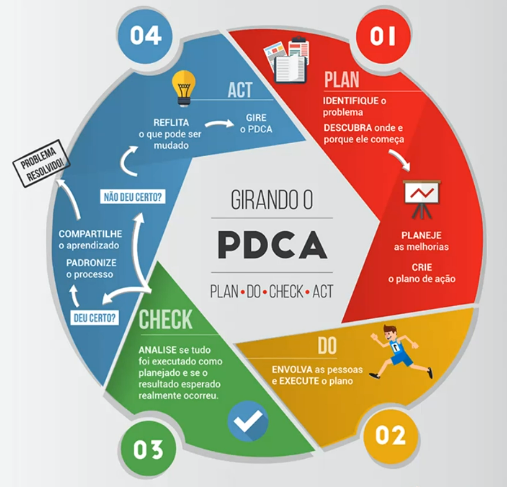 01
PLAN
IDENTIFIQUE o
problema
DESCUBRA onde e
porque ele começa
PLANEJE
as melhorias
CRIE
o plano de ação
02
DO
ENVOLVA as pessoas
e EXECUTE o plano
03
CHECK
ANALISE se tudo
foi executado como
planejado e se o
resultado esperado
realmente ocorreu.
04
ACT
DEU CERTO?
PADRONIZE
o processo
COMPARTILHE
o aprendizado
PROBLEMA
RESOLVIDO!
NÃO DEU CERTO?
REFLITA
o que pode ser
mudado
GIRE
o PDCA
GIRANDO O
PDCA
PLAN • DO • CHECK • ACT